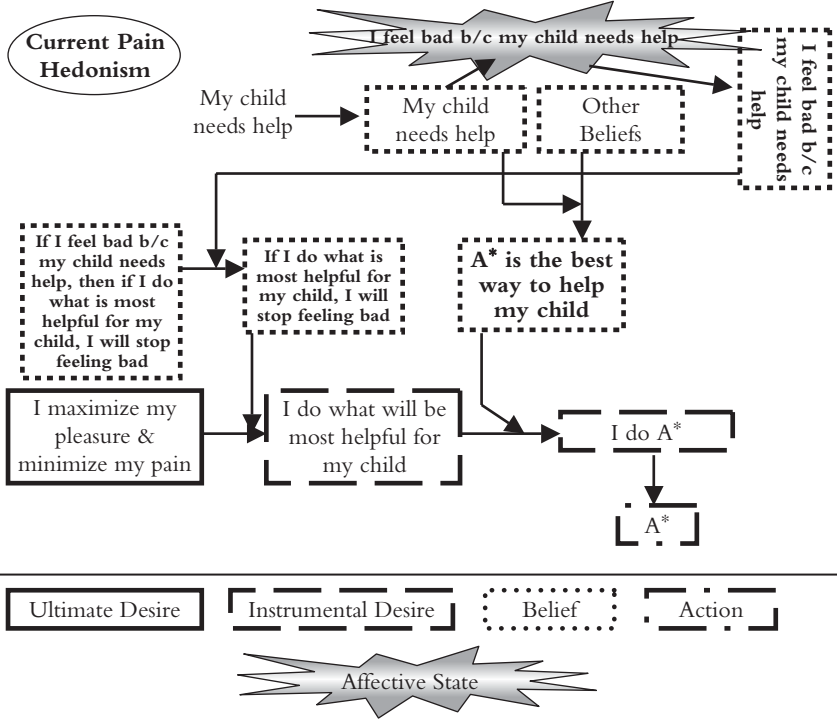 Current Pain
Hedonism
I feel bad b/c my child needs help
I feel bad b/c
my child needs
help
My child
needs help
My child
needs help
Other
Beliefs
If I feel bad b/c
my child needs
help, then if I do
what is most
helpful for my
child, I will stop
feeling bad
If I do what is
most helpful for
my child, I will
stop feeling bad
A* is the best
way to help
my child
I maximize my
pleasure &
minimize my pain
I do what will be
most helpful for
my child
I do A*
A*
Ultimate Desire
Instrumental Desire
Belief
Action
Affective State